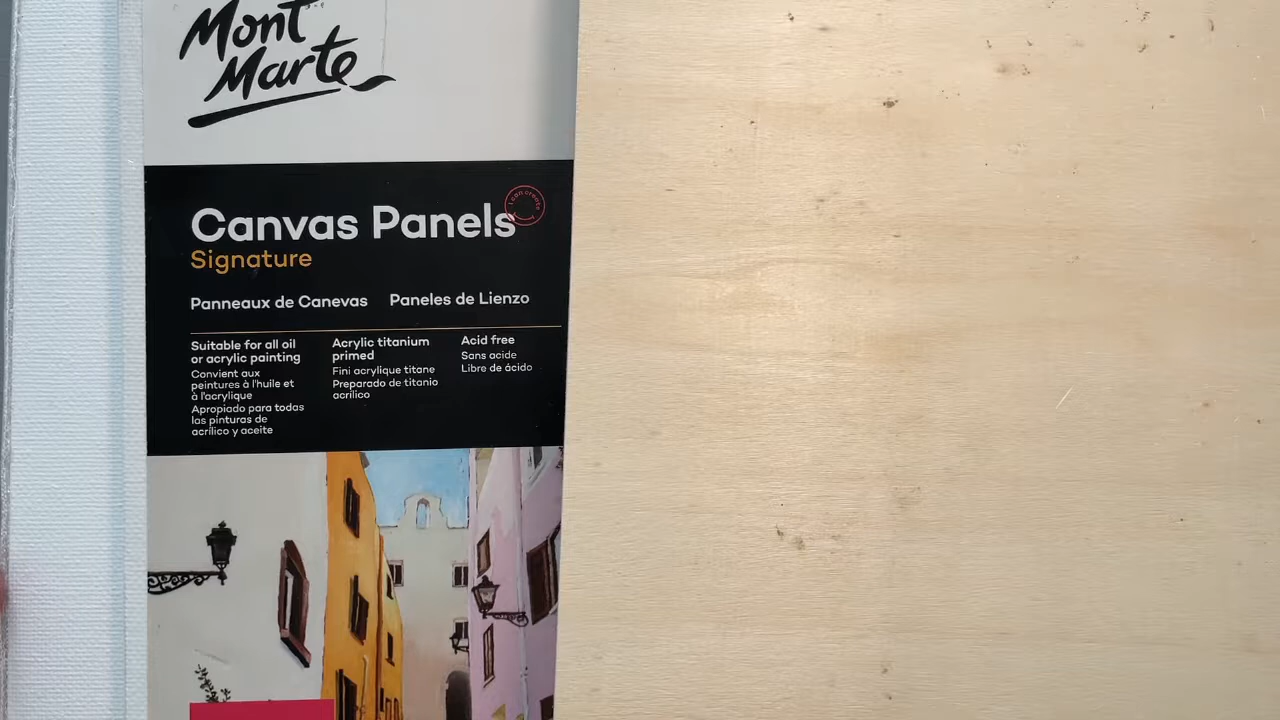 Mont
Marte
Canvas Panels
I can create
Signature
Panneaux de Canevas Paneles de Lienzo
Suitable for all oil
or acrylic painting
Convient aux
peintures à l'huile et
à l'acrylique
Apropiado para todas
las pinturas de
acrílico y aceite
Acrylic titanium
primed
Fini acrylique titane
Preparado de titanio
acrílico
Acid free
Sans acide
Libre de ácido